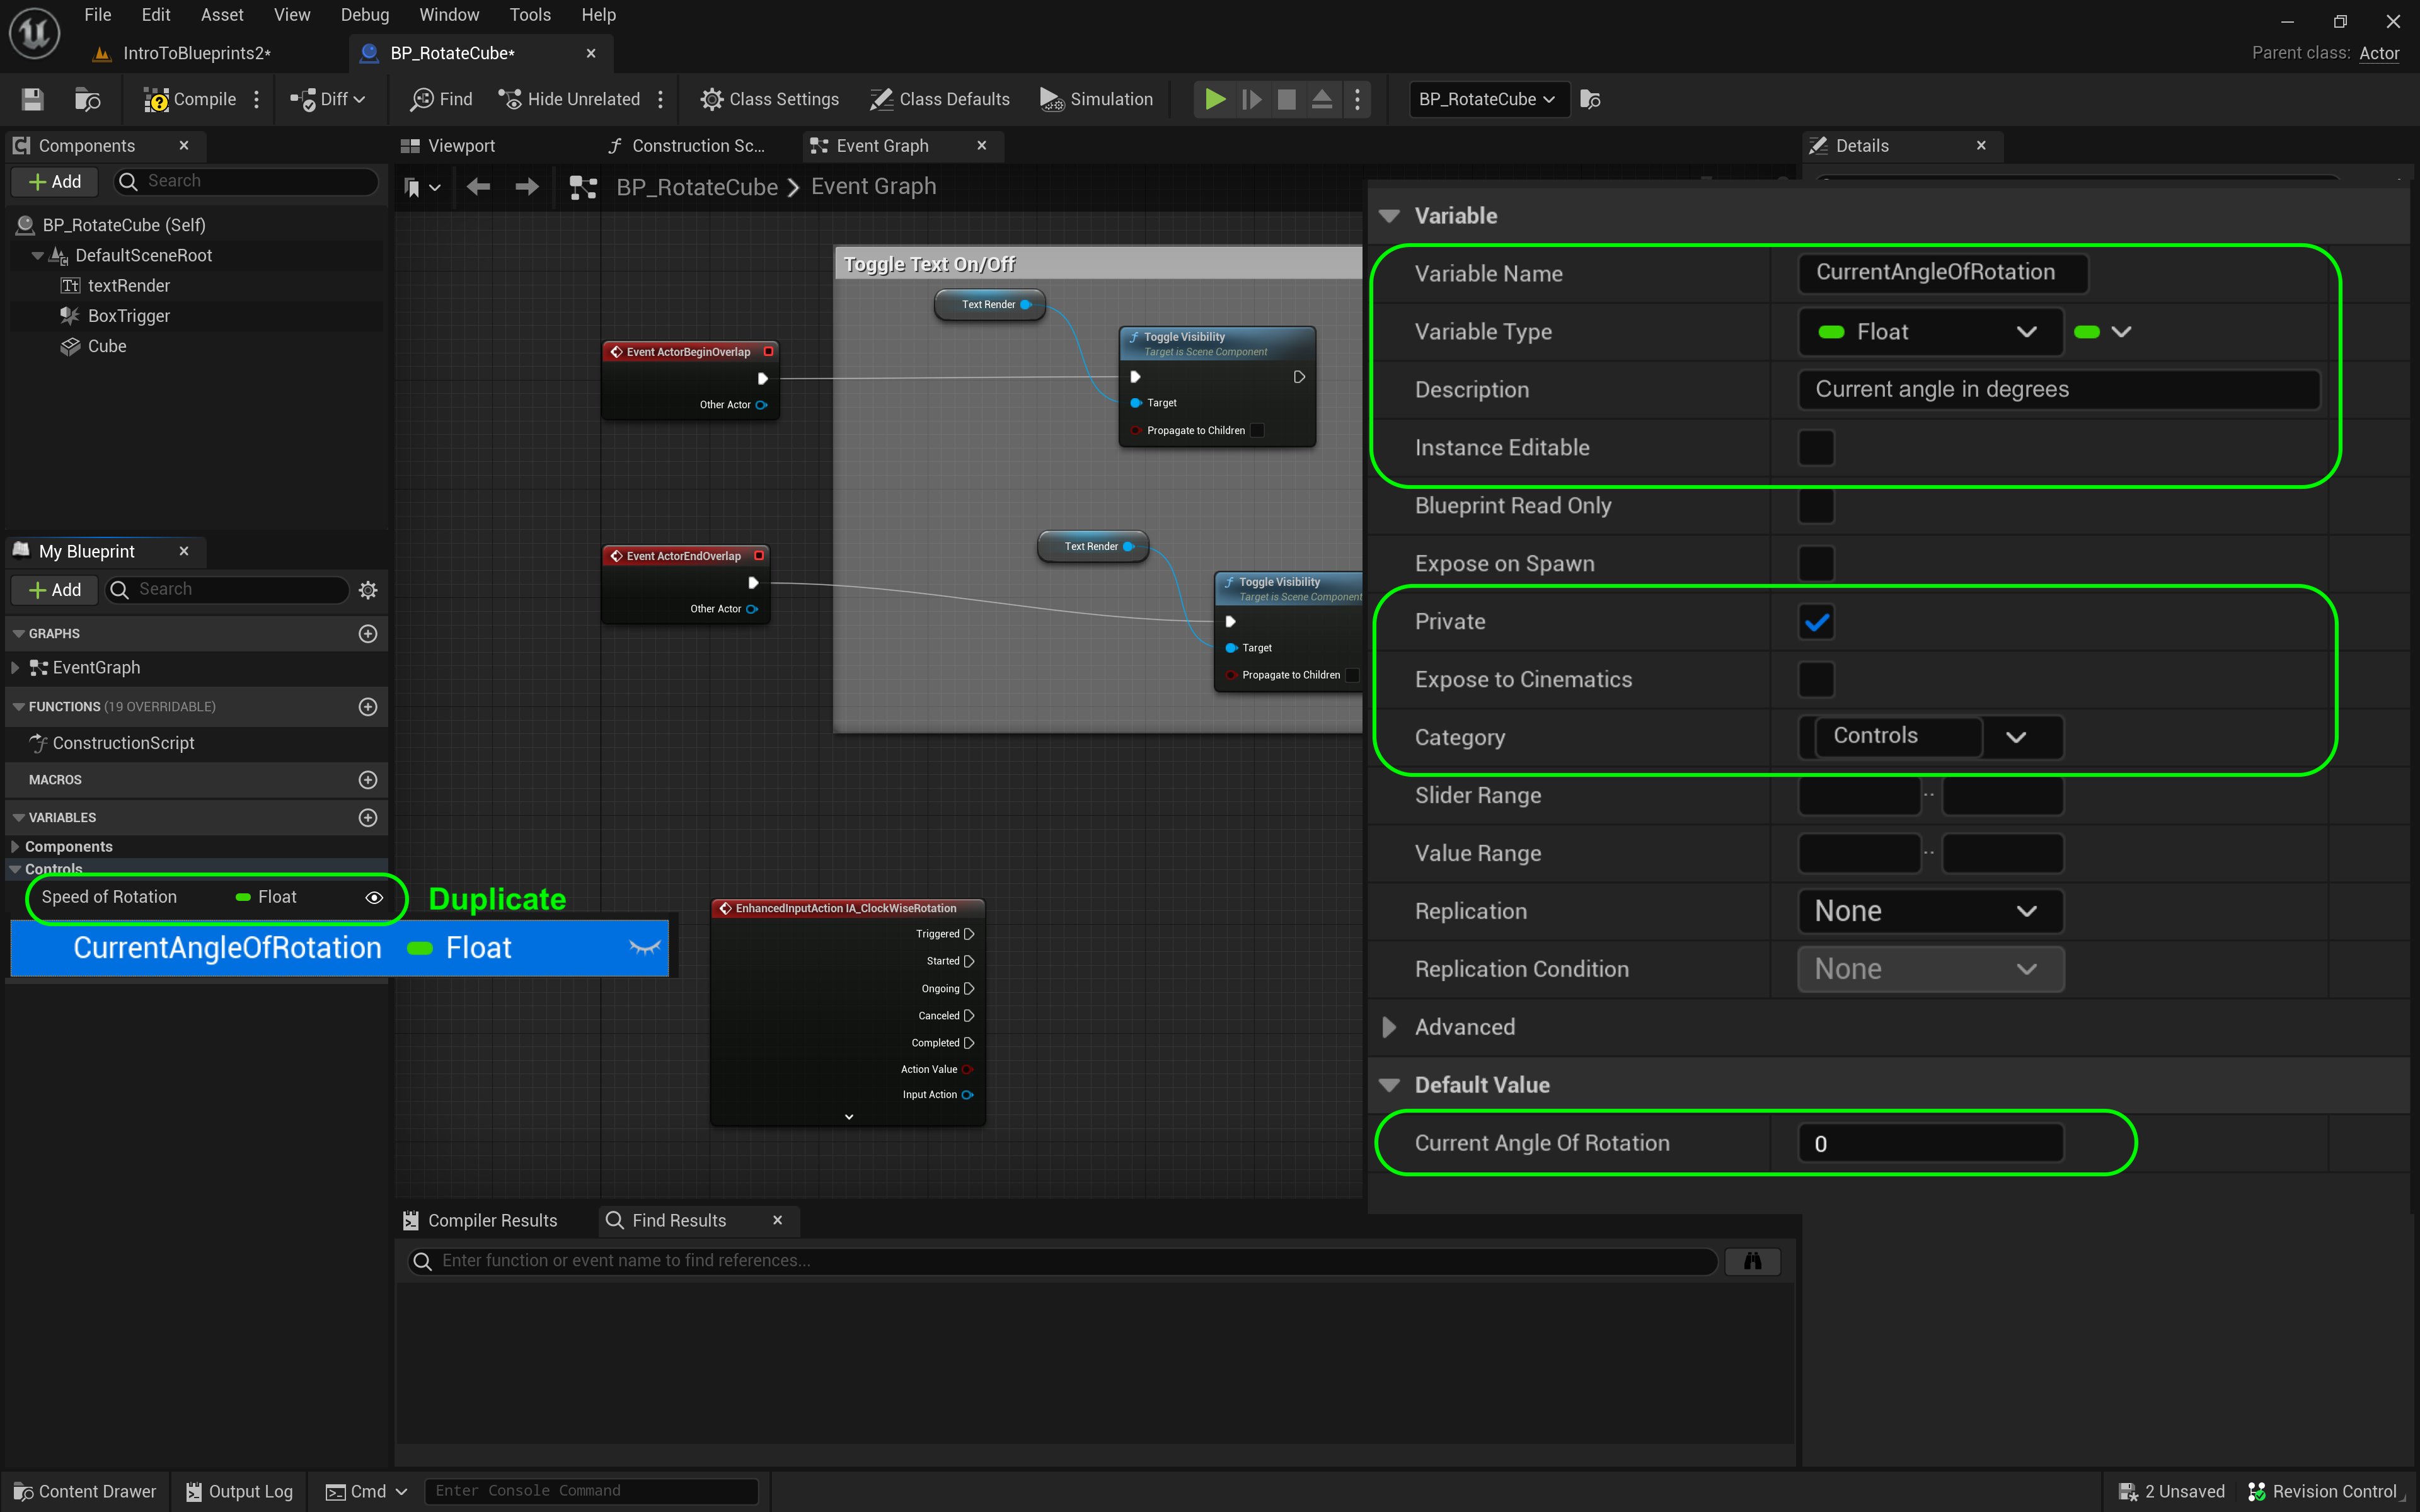 File Edit Asset View Debug Window Tools Help
IntroToBlueprints2*
BP_RotateCube*
Parent class: Actor
Compile
Diff
Find
Hide Unrelated
Class Settings
Class Defaults
Simulation
BP_RotateCube
Components
Add
Search
BP_RotateCube (Self)
DefaultSceneRoot
textRender
BoxTrigger
Cube
My Blueprint
Add
Search
GRAPHS
EventGraph
FUNCTIONS (19 OVERRIDABLE)
ConstructionScript
MACROS
VARIABLES
Components
Controls
Speed of Rotation Float
Duplicate
CurrentAngleOfRotation Float
Viewport
Construction Sc...
Event Graph
BP_RotateCube > Event Graph
Toggle Text On/Off
Text Render
Toggle Visibility
Target is Scene Component
Target
Propagate to Children
Event ActorBeginOverlap
Other Actor
Text Render
Toggle Visibility
Target is Scene Component
Target
Propagate to Children
Event ActorEndOverlap
Other Actor
EnhancedInputAction IA_ClockWiseRotation
Triggered
Started
Ongoing
Canceled
Completed
Action Value
Input Action
Details
Variable
Variable Name CurrentAngleOfRotation
Variable Type Float
Description Current angle in degrees
Instance Editable
Blueprint Read Only
Expose on Spawn
Private
Expose to Cinematics
Category Controls
Slider Range
Value Range
Replication None
Replication Condition None
Advanced
Default Value
Current Angle Of Rotation 0
Compiler Results
Find Results
Enter function or event name to find references...
Content Drawer
Output Log
Cmd
Enter Console Command
2 Unsaved
Revision Control